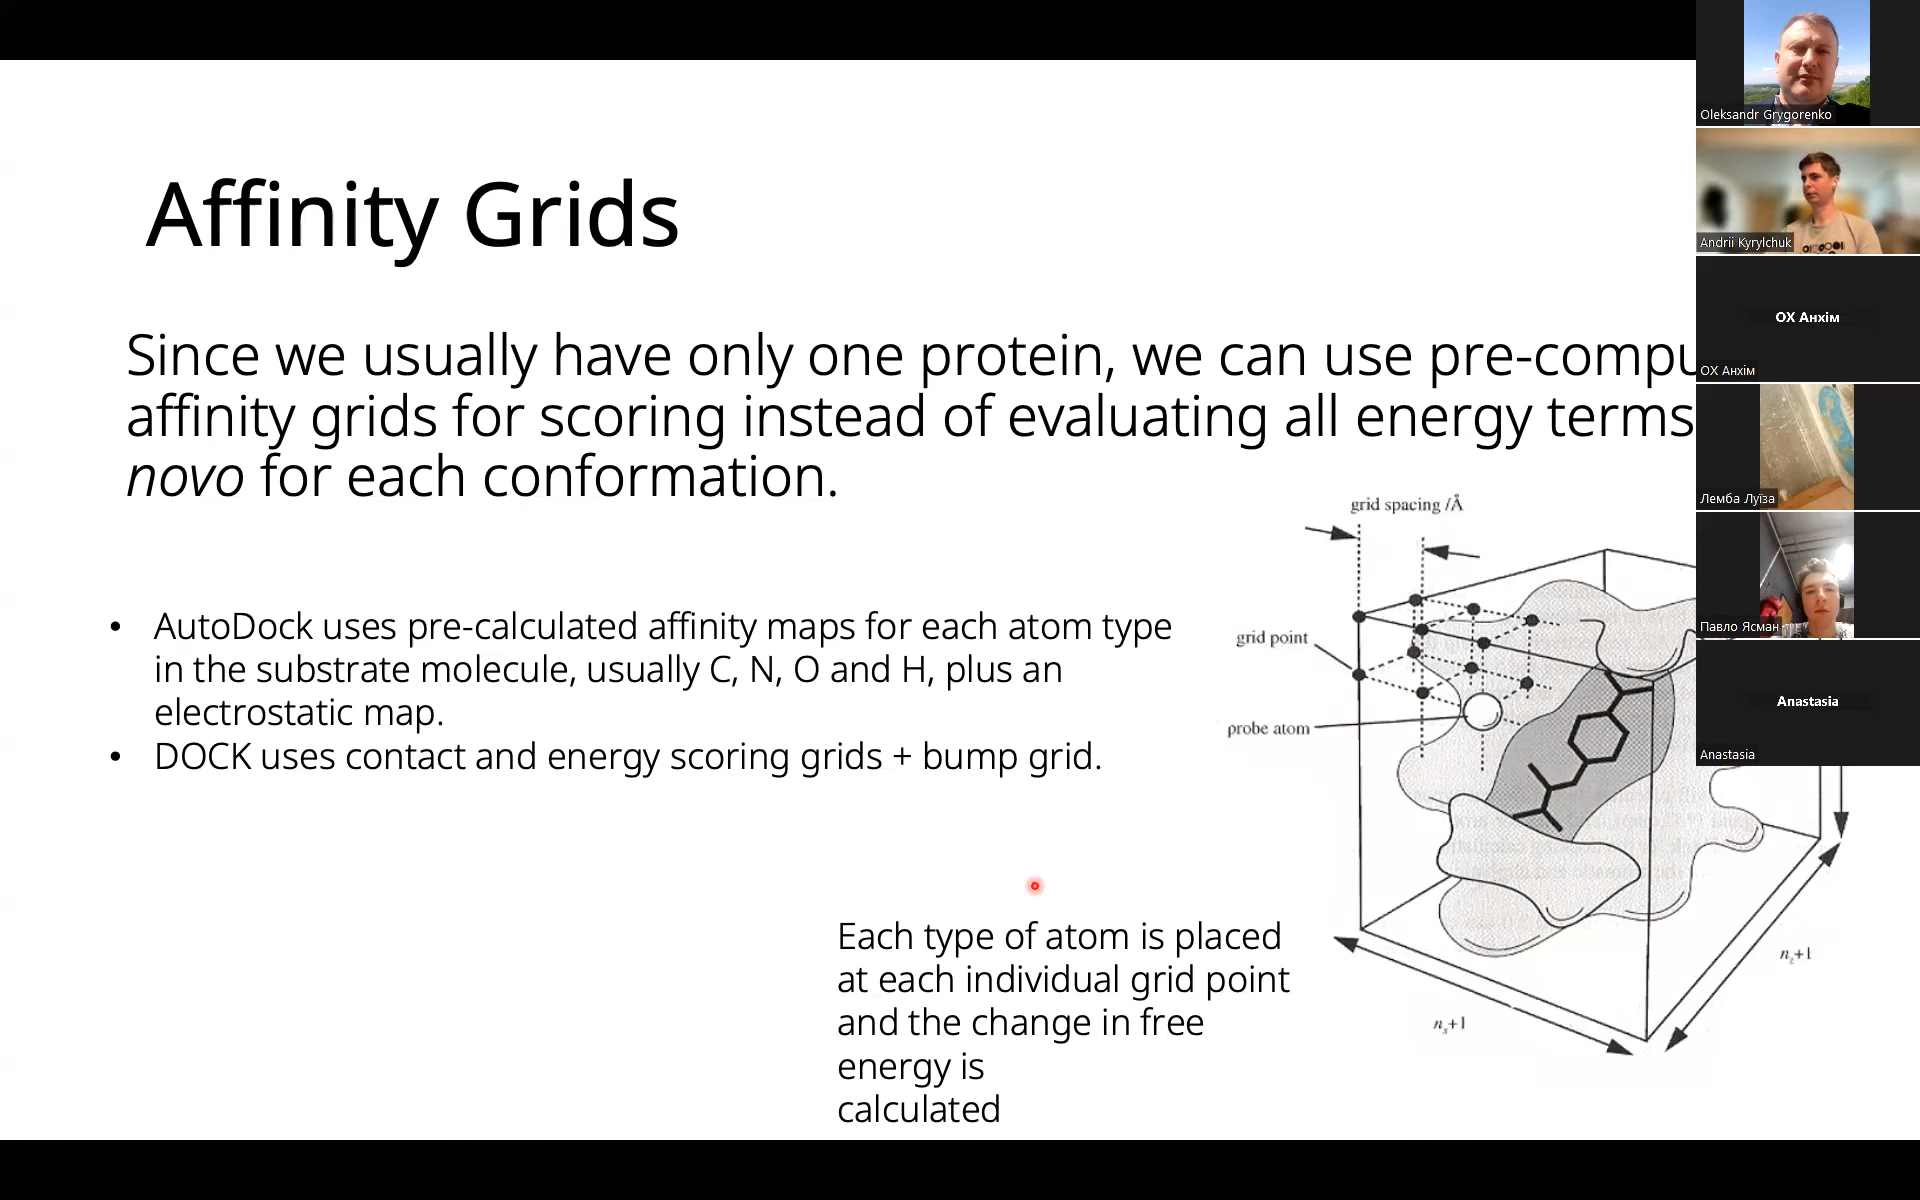 Affinity Grids
Since we usually have only one protein, we can use pre-compu
affinity grids for scoring instead of evaluating all energy terms
novo for each conformation.
• AutoDock uses pre-calculated affinity maps for each atom type
in the substrate molecule, usually C, N, O and H, plus an
electrostatic map.
• DOCK uses contact and energy scoring grids + bump grid.
grid spacing /Å
grid point
probe atom
n_z+1
n_x+1
Each type of atom is placed
at each individual grid point
and the change in free
energy is
calculated
Oleksandr Grygorenko
Andrii Kyrylchuk
ОХ Анхім
ОХ Анхім
Лемба Луїза
Павло Ясман
Anastasia
Anastasia